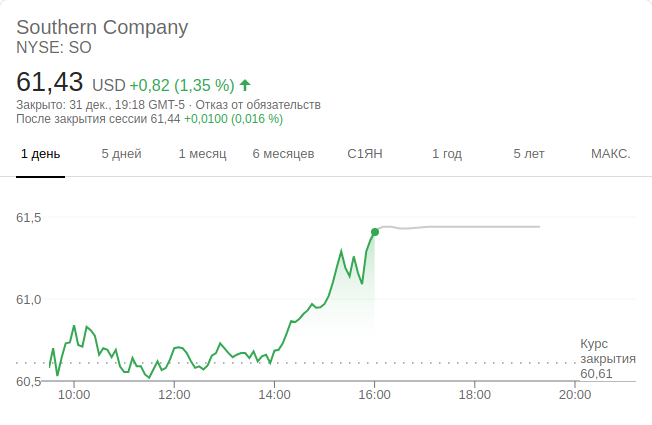 Southern Company
NYSE: SO
61,43 USD +0,82 (1,35 %)
Закрыто: 31 дек., 19:18 GMT-5 · Отказ от обязательств
После закрытия сессии 61,44 +0,0100 (0,016 %)
1 день 5 дней 1 месяц 6 месяцев С1ЯН 1 год 5 лет МАКС.
61,5
61,0
Курс
закрытия
60,61
60,5
10:00 12:00 14:00 16:00 18:00 20:00